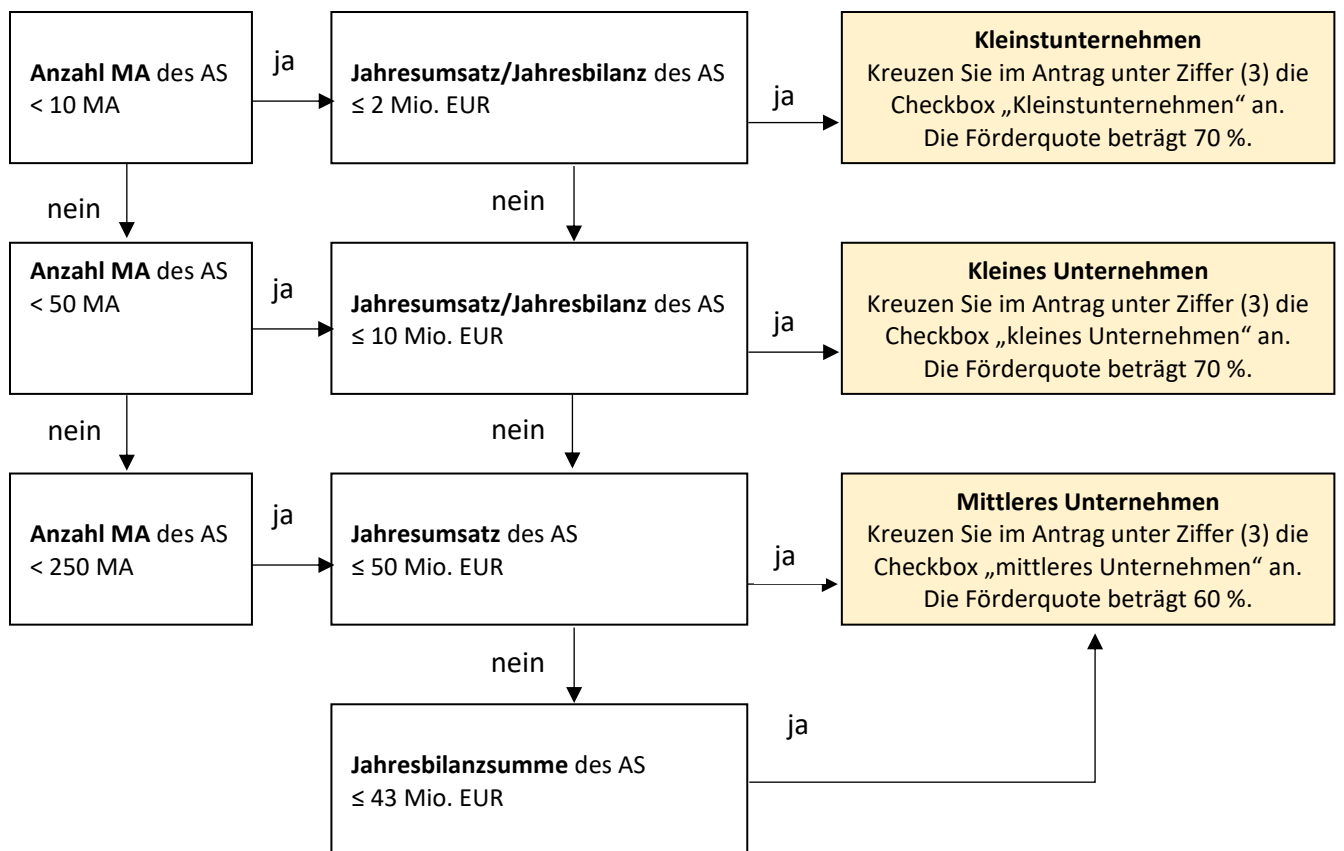 Anzahl MA des AS
< 10 MA
ja
Jahresumsatz/Jahresbilanz des AS
≤ 2 Mio. EUR
ja
Kleinstunternehmen
Kreuzen Sie im Antrag unter Ziffer (3) die
Checkbox „Kleinstunternehmen“ an.
Die Förderquote beträgt 70 %.
nein
nein
Anzahl MA des AS
< 50 MA
ja
Jahresumsatz/Jahresbilanz des AS
≤ 10 Mio. EUR
ja
Kleines Unternehmen
Kreuzen Sie im Antrag unter Ziffer (3) die
Checkbox „kleines Unternehmen“ an.
Die Förderquote beträgt 70 %.
nein
nein
Anzahl MA des AS
< 250 MA
ja
Jahresumsatz des AS
≤ 50 Mio. EUR
ja
Mittleres Unternehmen
Kreuzen Sie im Antrag unter Ziffer (3) die
Checkbox „mittleres Unternehmen“ an.
Die Förderquote beträgt 60 %.
nein
Jahresbilanzsumme des AS
≤ 43 Mio. EUR
ja